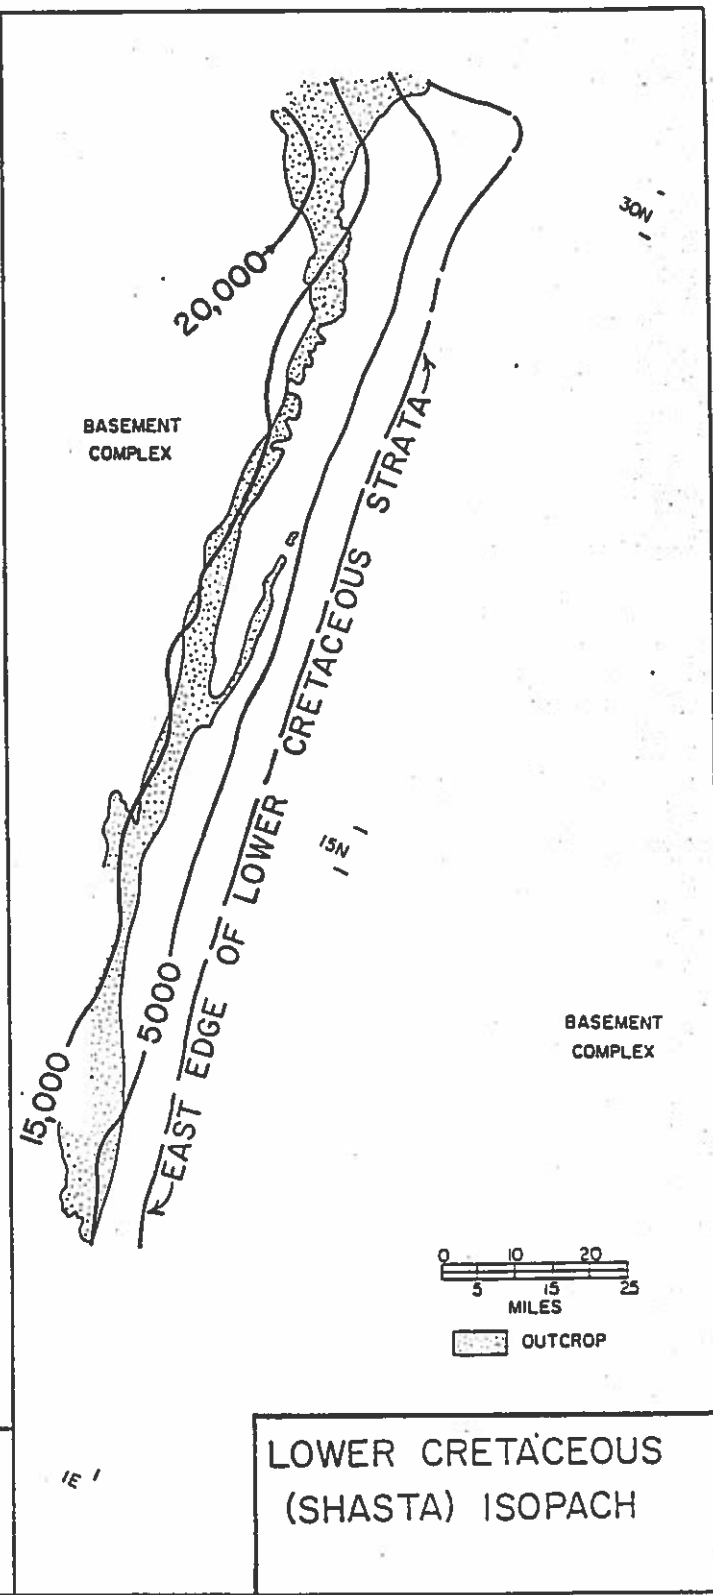 30N
20,000
BASEMENT
COMPLEX
EAST EDGE OF LOWER CRETACEOUS STRATA
15N
5000
15,000
BASEMENT
COMPLEX
0 10 20
5 15 25
MILES
OUTCROP
LOWER CRETACEOUS
(SHASTA) ISOPACH
1E